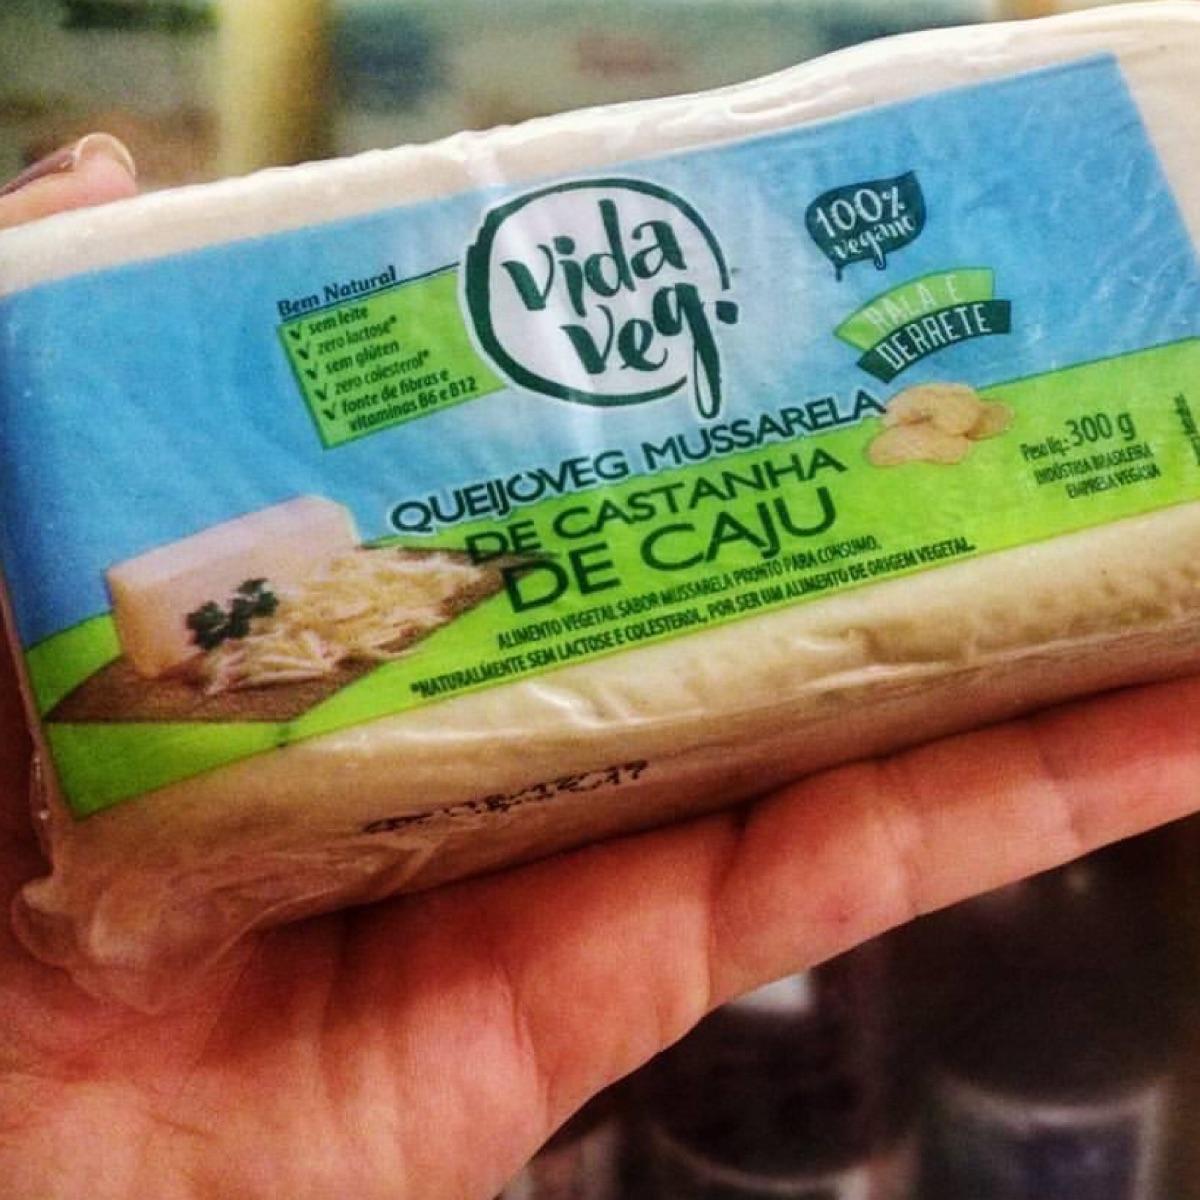 Bem Natural
√ sem leite
√ zero lactose*
√ sem glúten
√ zero colesterol*
√ fonte de fibras e
vitaminas B6 e B12
vida
veg.
100%
vegano
RALA E
DERRETE
QUEIJOVEG MUSSARELA
DE CASTANHA
DE CAJU
Peso líq.: 300 g
INDÚSTRIA BRASILEIRA
EMPRESA VEGANA
ALIMENTO VEGETAL SABOR MUSSARELA PRONTO PARA CONSUMO.
*NATURALMENTE SEM LACTOSE E COLESTEROL, POR SER UM ALIMENTO DE ORIGEM VEGETAL.